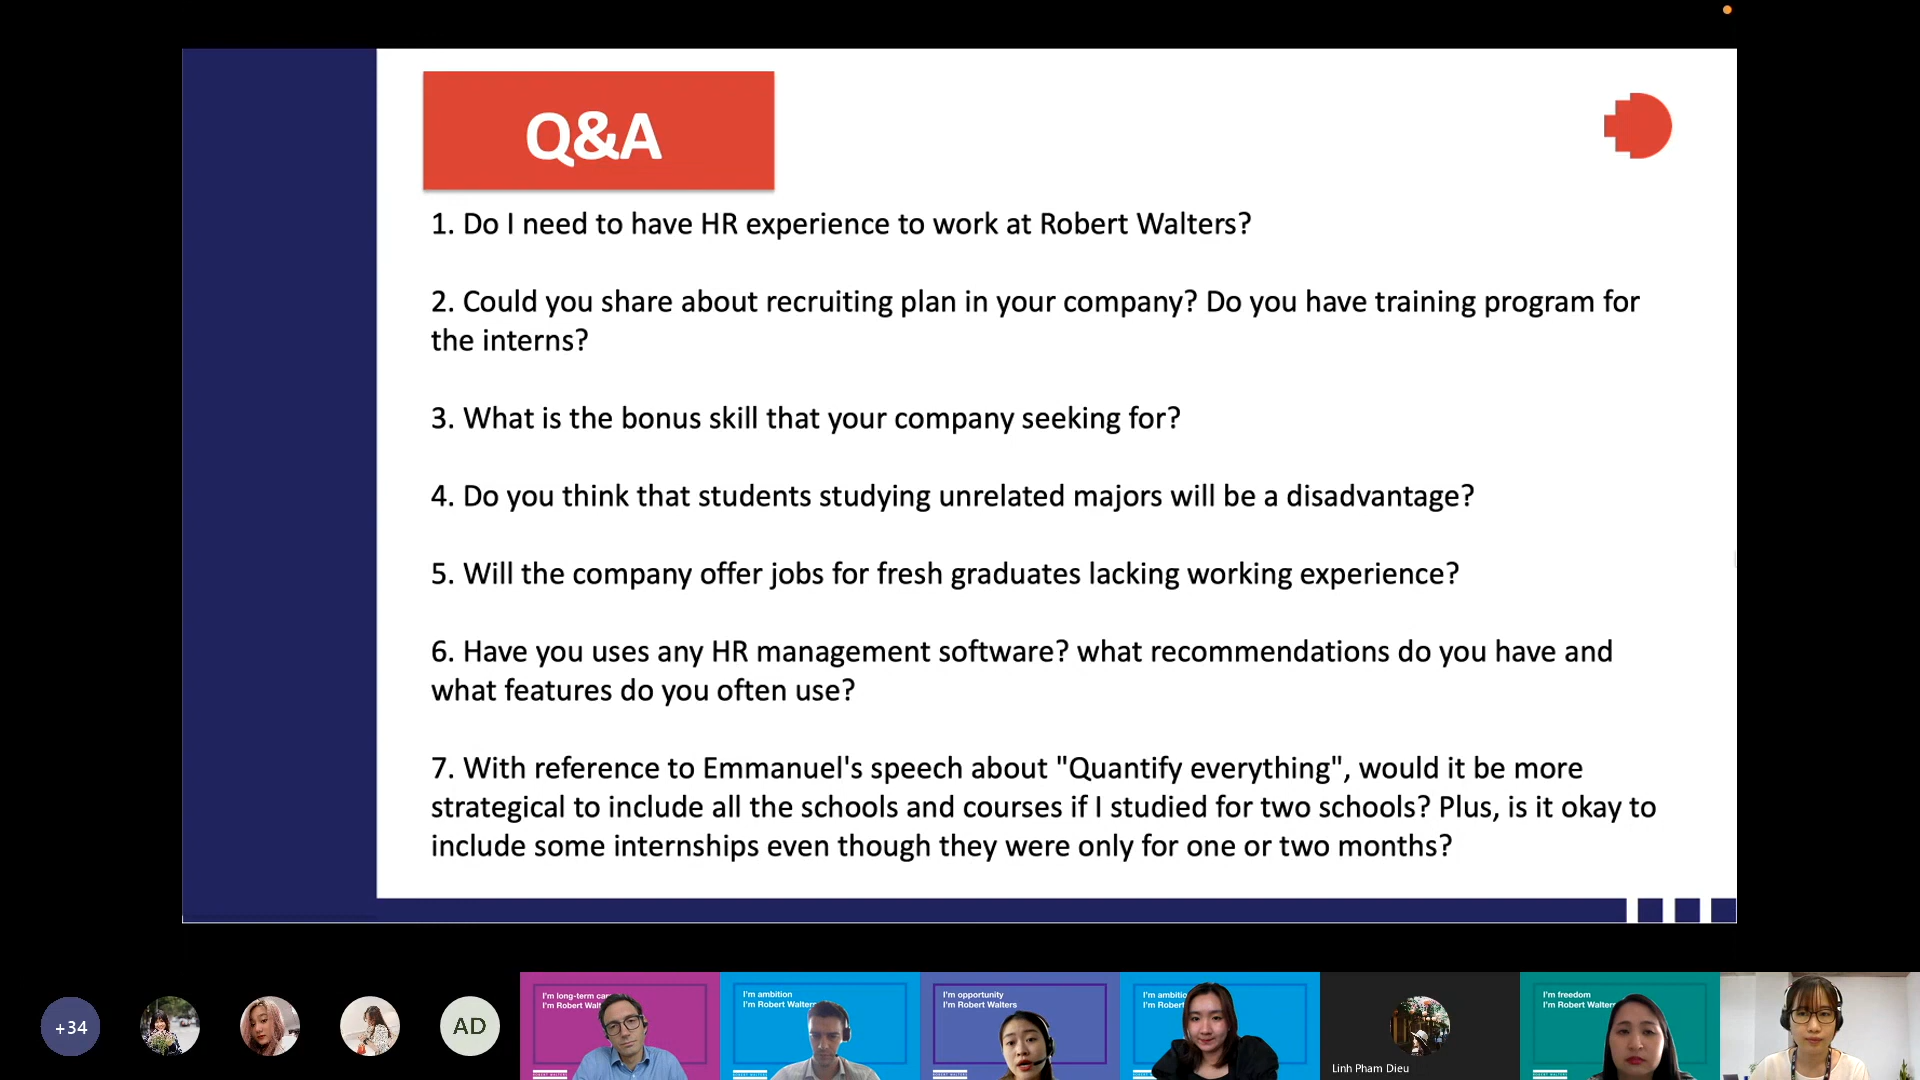 Q&A
1. Do I need to have HR experience to work at Robert Walters?
2. Could you share about recruiting plan in your company? Do you have training program for
the interns?
3. What is the bonus skill that your company seeking for?
4. Do you think that students studying unrelated majors will be a disadvantage?
5. Will the company offer jobs for fresh graduates lacking working experience?
6. Have you uses any HR management software? what recommendations do you have and
what features do you often use?
7. With reference to Emmanuel's speech about "Quantify everything", would it be more
strategical to include all the schools and courses if I studied for two schools? Plus, is it okay to
include some internships even though they were only for one or two months?
+34
AD
I'm long-term
I'm Robert
I'm ambition
I'm Robert Walters
I'm opportunity
I'm Robert Walters
I'm
I'm Robert
Linh Pham Dieu
I'm freedom
I'm Robert Walters